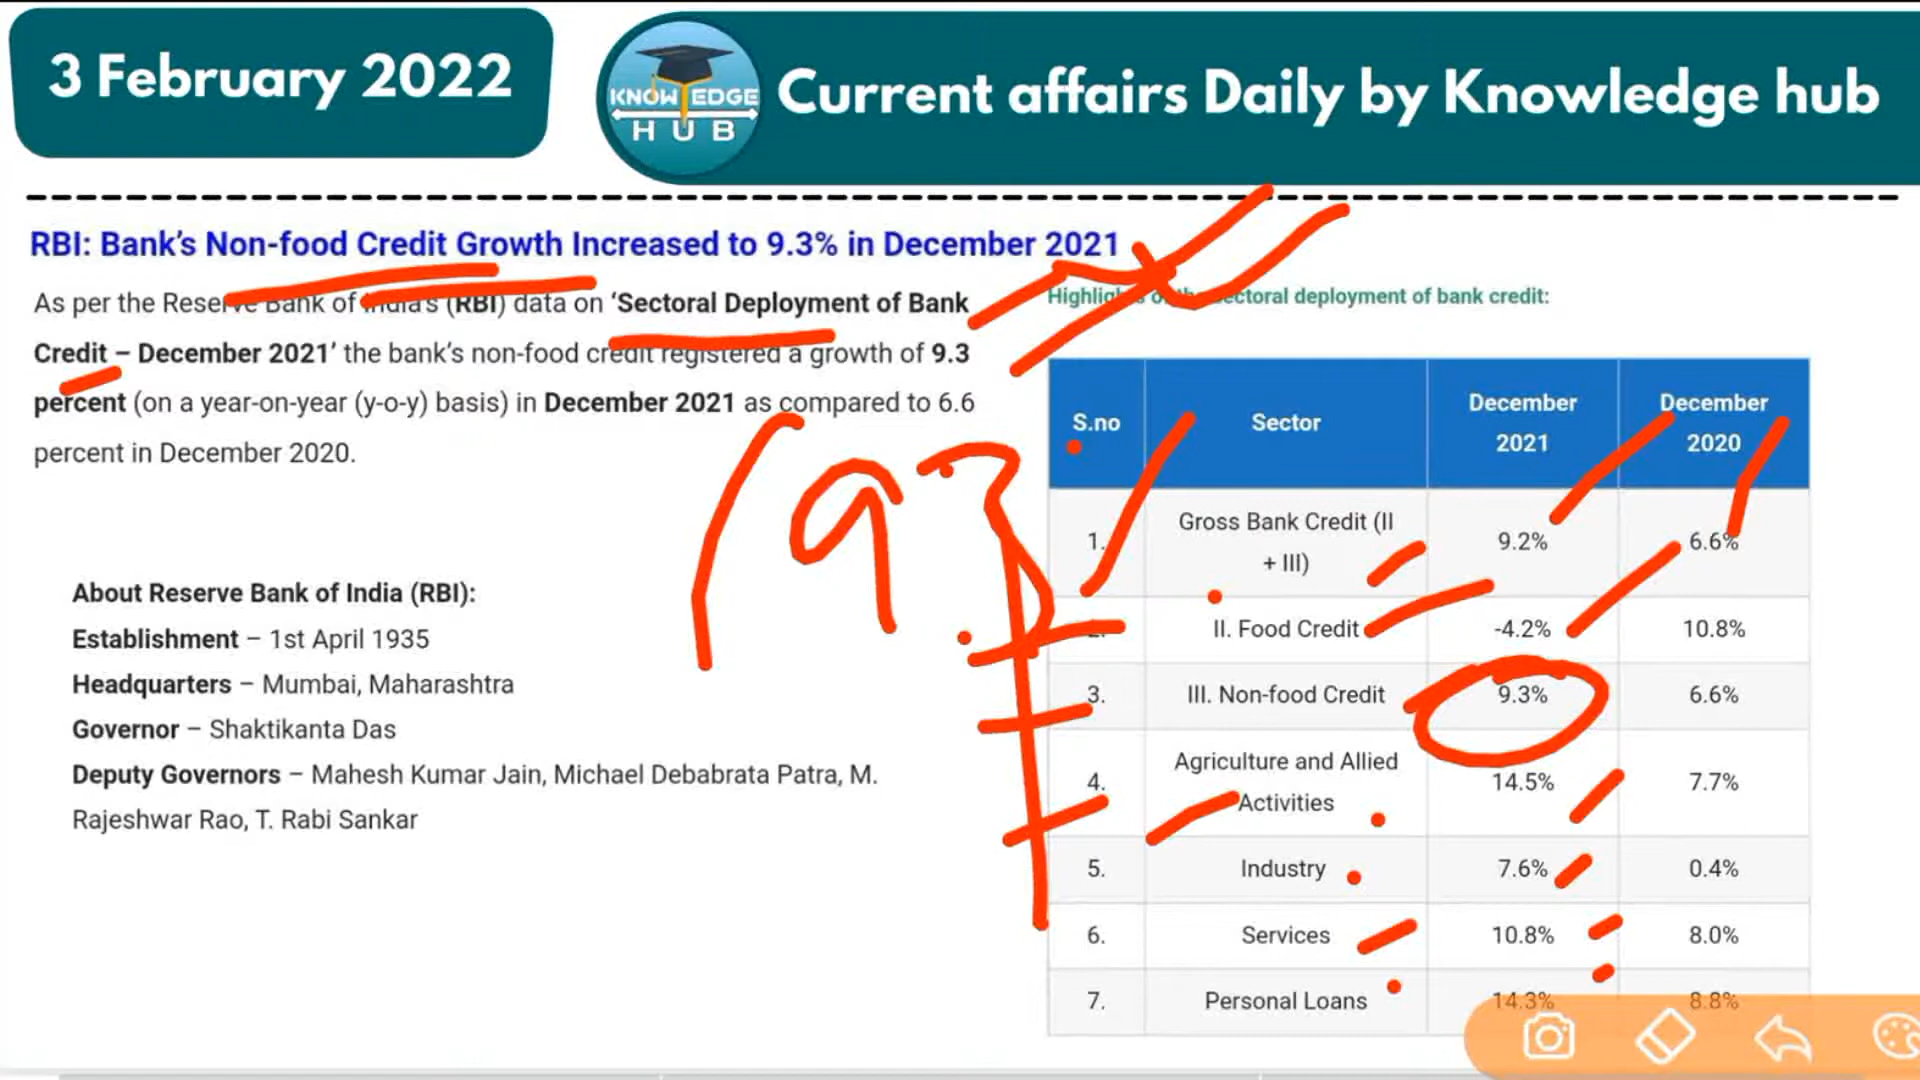 3 February 2022
KNOWLEDGE
HUB
Current affairs Daily by Knowledge hub
RBI: Bank's Non-food Credit Growth Increased to 9.3% in December 2021
As per the Reserve Bank of India's (RBI) data on ‘Sectoral Deployment of Bank
Credit – December 2021’ the bank's non-food credit registered a growth of 9.3
percent (on a year-on-year (y-o-y) basis) in December 2021 as compared to 6.6
percent in December 2020.
9.3
About Reserve Bank of India (RBI):
Establishment – 1st April 1935
Headquarters – Mumbai, Maharashtra
Governor – Shaktikanta Das
Deputy Governors – Mahesh Kumar Jain, Michael Debabrata Patra, M.
Rajeshwar Rao, T. Rabi Sankar
Highlights of the sectoral deployment of bank credit:
S.no Sector December 2021 December 2020
1. Gross Bank Credit (II + III) 9.2% 6.6%
2. II. Food Credit -4.2% 10.8%
3. III. Non-food Credit 9.3% 6.6%
4. Agriculture and Allied Activities 14.5% 7.7%
5. Industry 7.6% 0.4%
6. Services 10.8% 8.0%
7. Personal Loans 14.3% 8.8%